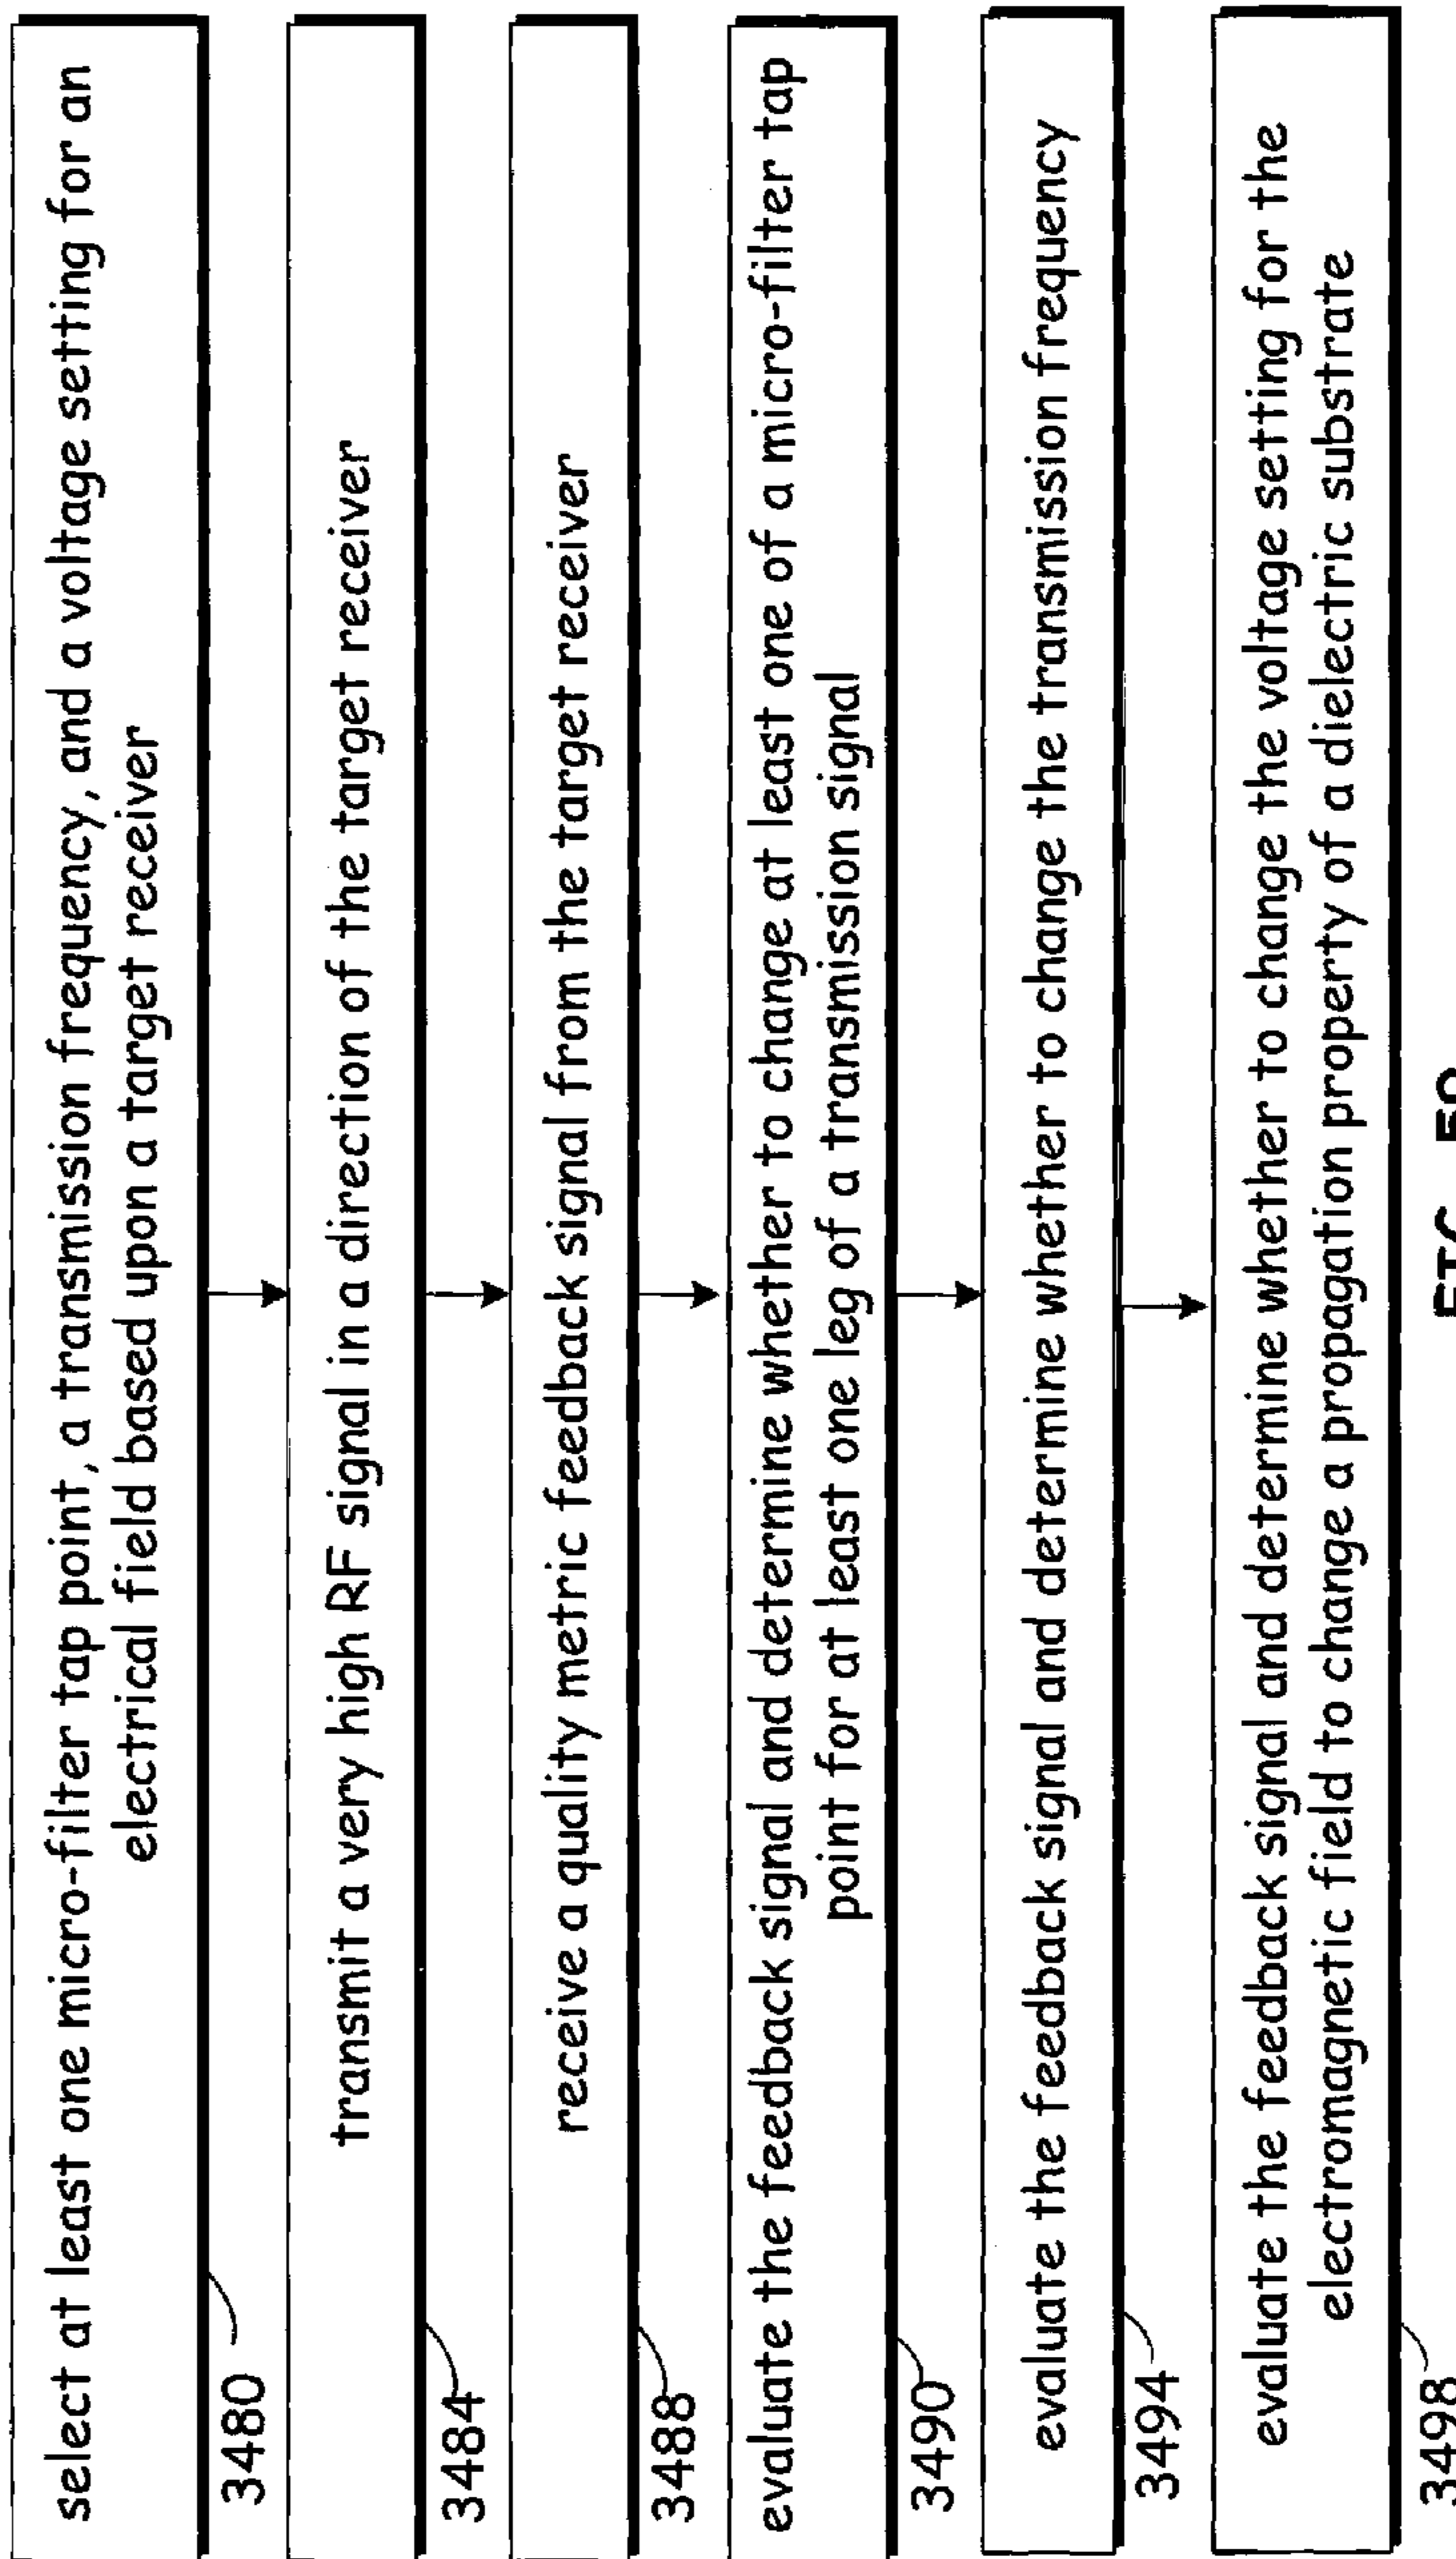 select at least one micro-filter tap point, a transmission frequency, and a voltage setting for an
electrical field based upon a target receiver
3480
transmit a very high RF signal in a direction of the target receiver
3484
receive a quality metric feedback signal from the target receiver
3488
evaluate the feedback signal and determine whether to change at least one of a micro-filter tap
point for at least one leg of a transmission signal
3490
evaluate the feedback signal and determine whether to change the transmission frequency
3494
evaluate the feedback signal and determine whether to change the voltage setting for the
electromagnetic field to change a propagation property of a dielectric substrate
3498